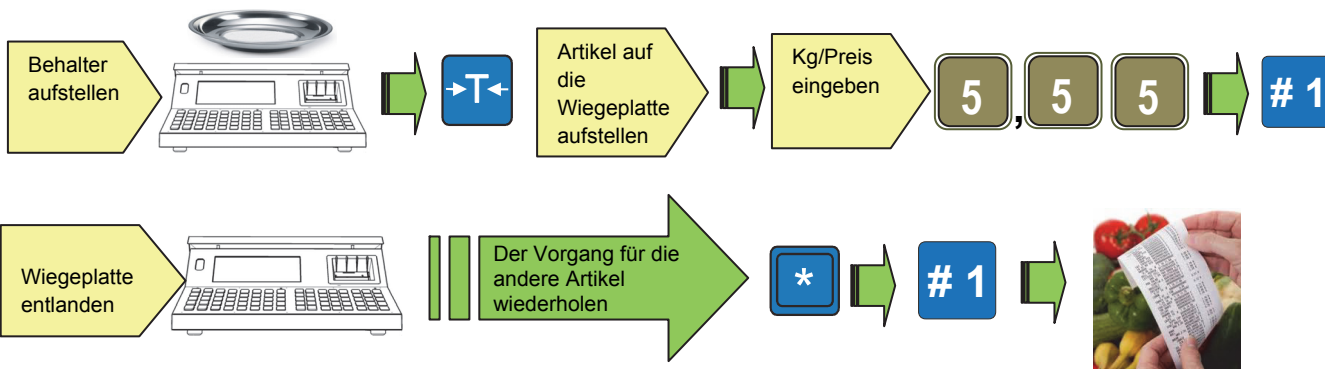 Behalter
aufstellen
→T←
Artikel auf
die
Wiegeplatte
aufstellen
Kg/Preis
eingeben
5,5 5
# 1
Wiegeplatte
entlanden
Der Vorgang für die
andere Artikel
wiederholen
*
# 1